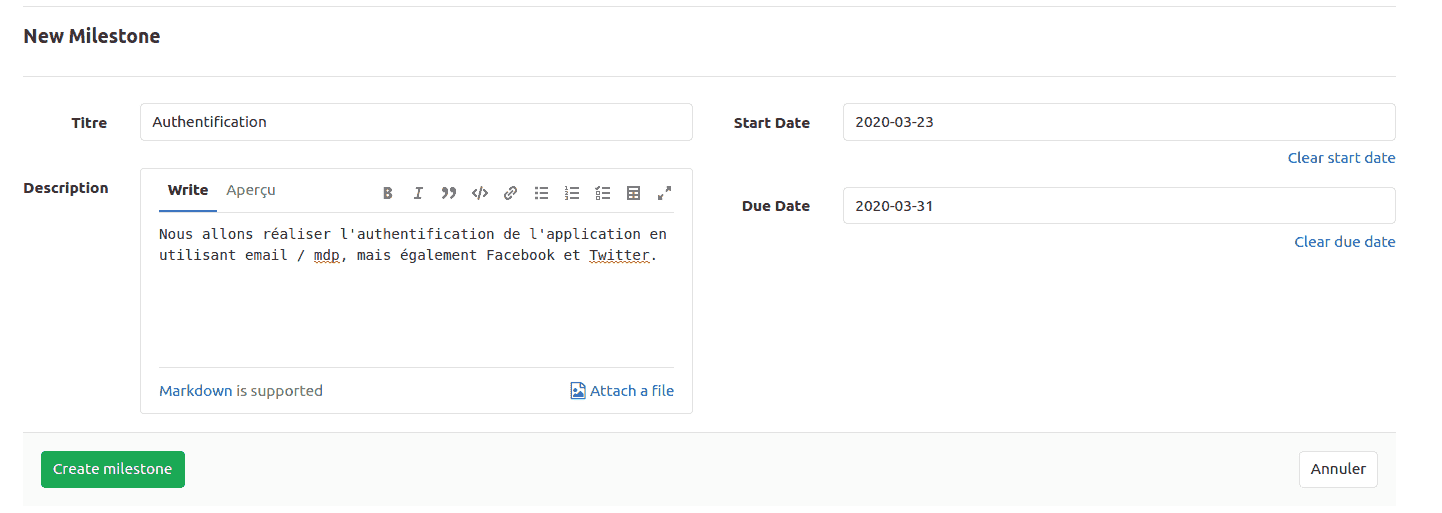 New Milestone
Titre
Authentification
Start Date
2020-03-23
Clear start date
Description
Write Aperçu
Nous allons réaliser l'authentification de l'application en
utilisant email / mdp, mais également Facebook et Twitter.
Due Date
2020-03-31
Clear due date
Markdown is supported
Attach a file
Create milestone
Annuler